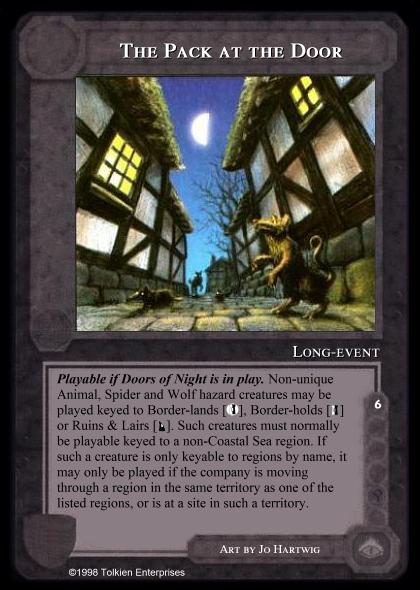 The Pack at the Door
Long-event
Playable if Doors of Night is in play. Non-unique
Animal, Spider and Wolf hazard creatures may be
played keyed to Border-lands [ ], Border-holds [ ]
or Ruins & Lairs [ ]. Such creatures must normally
be playable keyed to a non-Coastal Sea region. If
such a creature is only keyable to regions by name, it
may only be played if the company is moving
through a region in the same territory as one of the
listed regions, or is at a site in such a territory.
6
Art by Jo Hartwig
©1998 Tolkien Enterprises